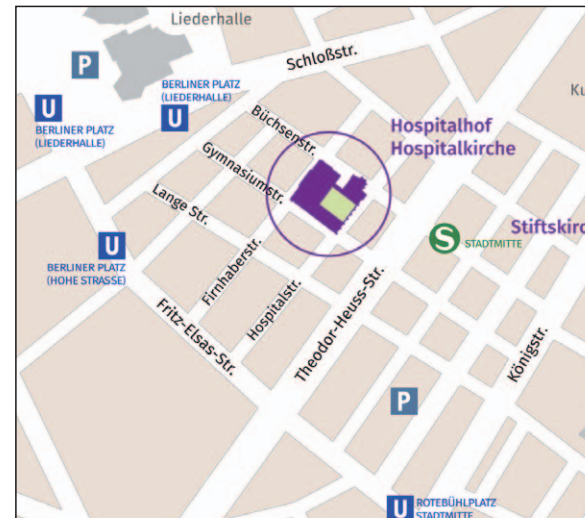 Liederhalle
P
Schloßstr.
U
BERLINER PLATZ
(LIEDERHALLE)
BERLINER PLATZ
(LIEDERHALLE)
U
Büchsenstr.
Hospitalhof
Hospitalkirche
Gymnasiumstr.
Lange Str.
Stiftskirc
S
STADTMITTE
U
BERLINER PLATZ
(HOHE STRASSE)
Firnhaberstr.
Hospitalstr.
Theodor-Heuss-Str.
Fritz-Elsas-Str.
Königstr.
P
U
ROTEBÜHLPLATZ
STADTMITTE